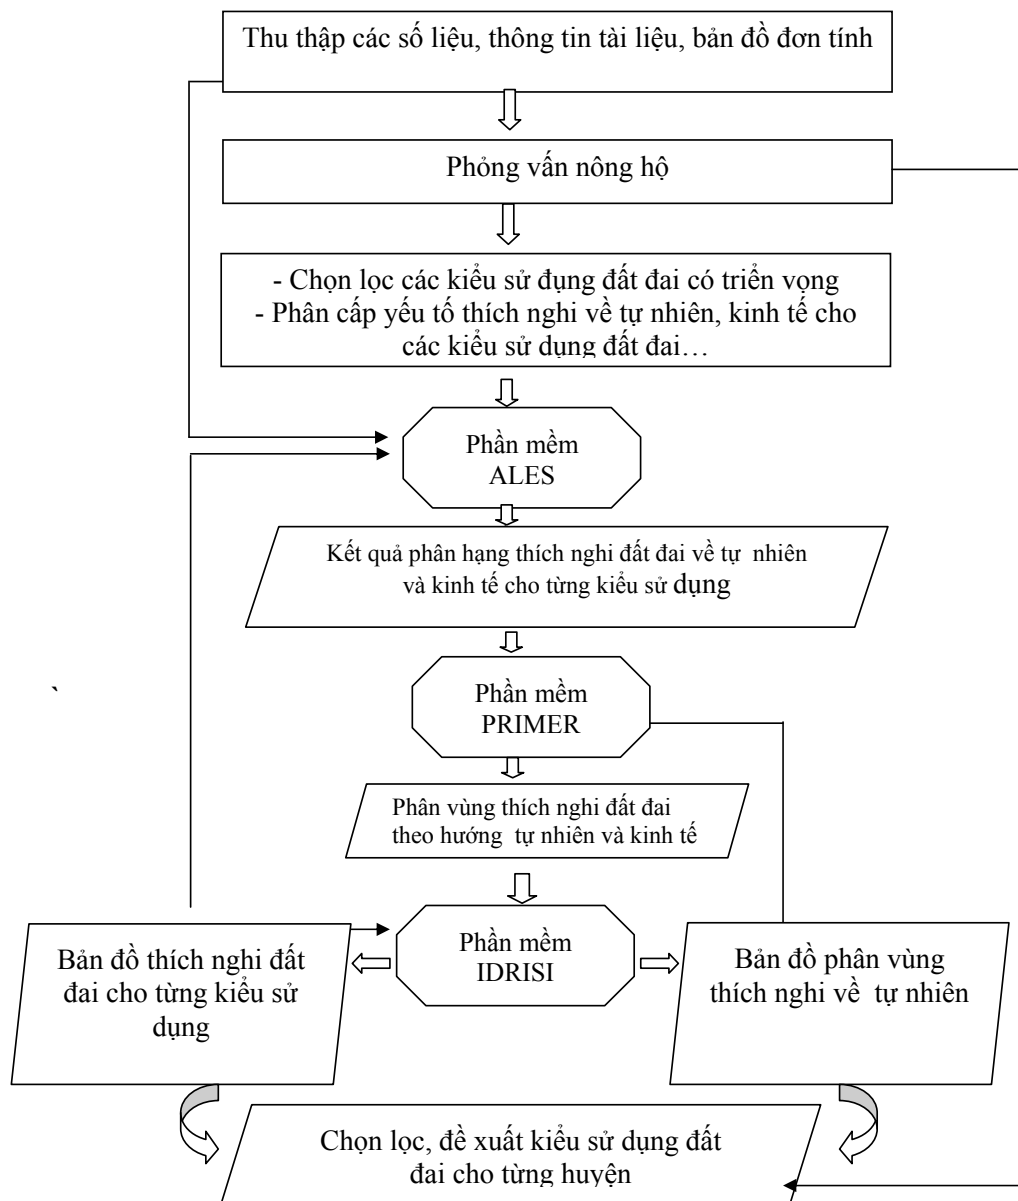 Thu thập các số liệu, thông tin tài liệu, bản đồ đơn tính
Phỏng vấn nông hộ
- Chọn lọc các kiểu sử đụng đất đai có triển vọng
- Phân cấp yếu tố thích nghi về tự nhiên, kinh tế cho
các kiểu sử dụng đất đai…
Phần mềm
ALES
Kết quả phân hạng thích nghi đất đai về tự nhiên
và kinh tế cho từng kiểu sử dụng
Phần mềm
PRIMER
Phân vùng thích nghi đất đai
theo hướng tự nhiên và kinh tế
Bản đồ thích nghi đất
đai cho từng kiểu sử
dụng
Phần mềm
IDRISI
Bản đồ phân vùng
thích nghi về tự nhiên
Chọn lọc, đề xuất kiểu sử dụng đất
đai cho từng huyện